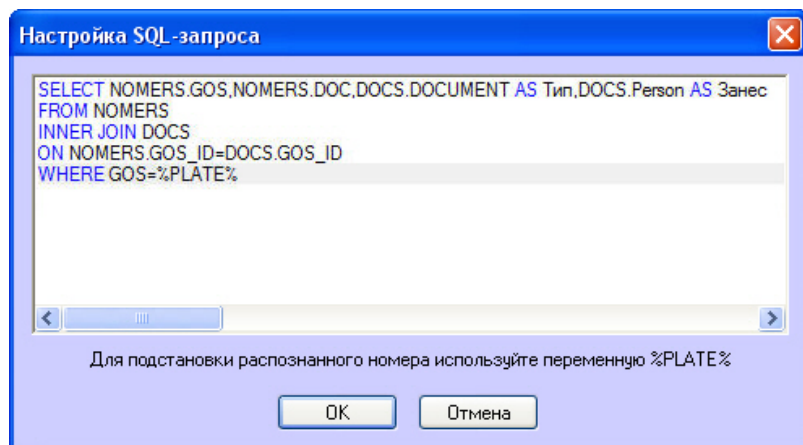 Настройка SQL-запроса
SELECT NOMERS.GOS,NOMERS.DOC,DOCS.DOCUMENT AS Тип,DOCS.Person AS Занес
FROM NOMERS
INNER JOIN DOCS
ON NOMERS.GOS_ID=DOCS.GOS_ID
WHERE GOS=%PLATE%
Для подстановки распознанного номера используйте переменную %PLATE%
OK Отмена